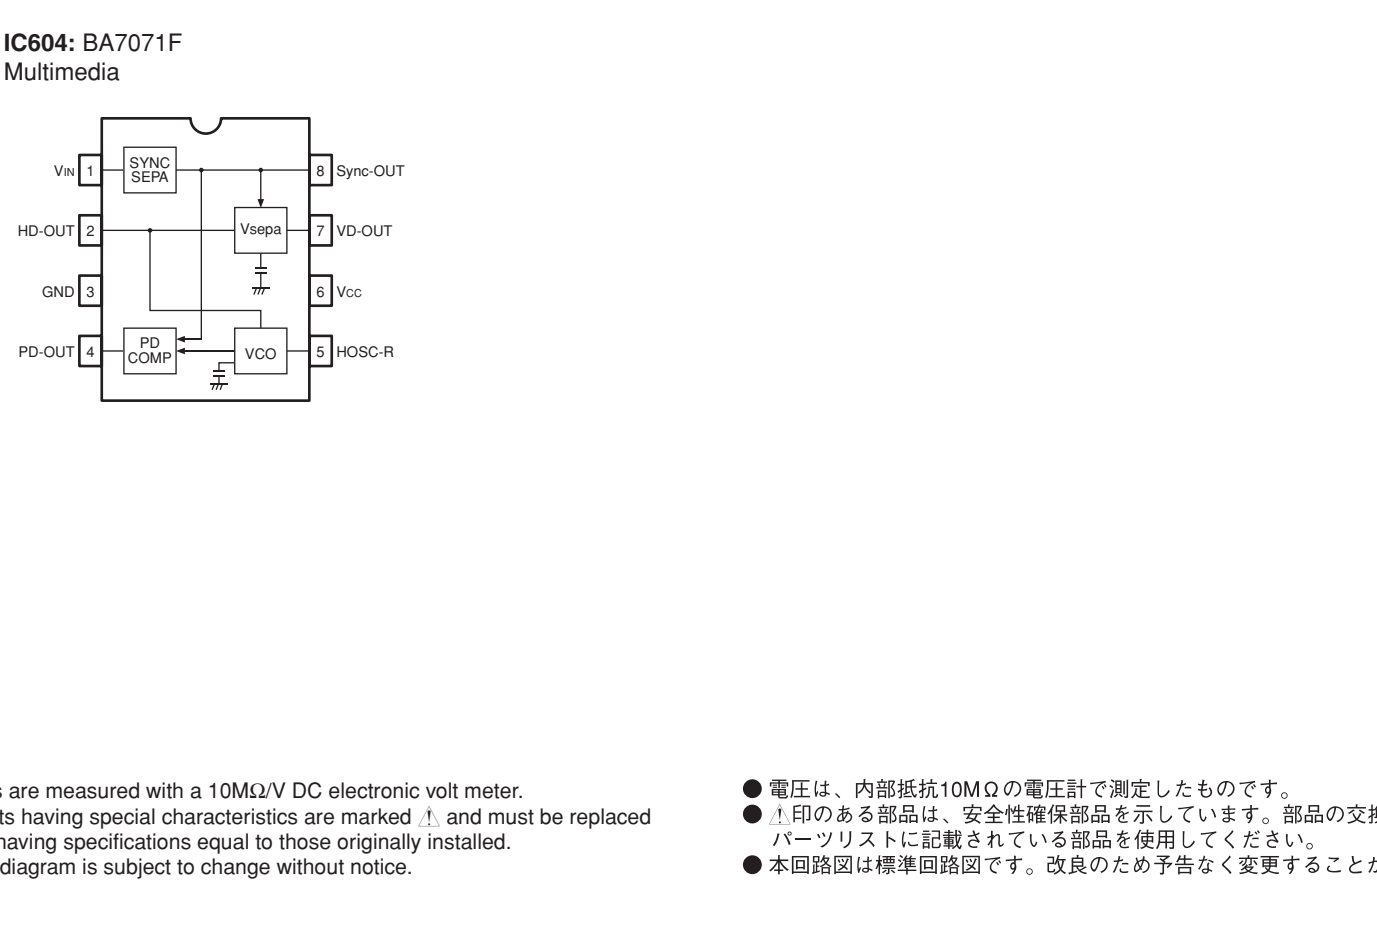 IC604: BA7071F
Multimedia
VIN 1
SYNC
SEPA
8 Sync-OUT
HD-OUT 2
Vsepa
7 VD-OUT
GND 3
6 VCC
PD-OUT 4
PD
COMP
VCO
5 HOSC-R
s are measured with a 10MΩ/V DC electronic volt meter.
ts having special characteristics are marked ⚠ and must be replaced
having specifications equal to those originally installed.
diagram is subject to change without notice.
● 電圧は、内部抵抗10MΩの電圧計で測定したものです。
● ⚠印のある部品は、安全性確保部品を示しています。部品の交換
パーツリストに記載されている部品を使用してください。
● 本回路図は標準回路図です。改良のため予告なく変更することが